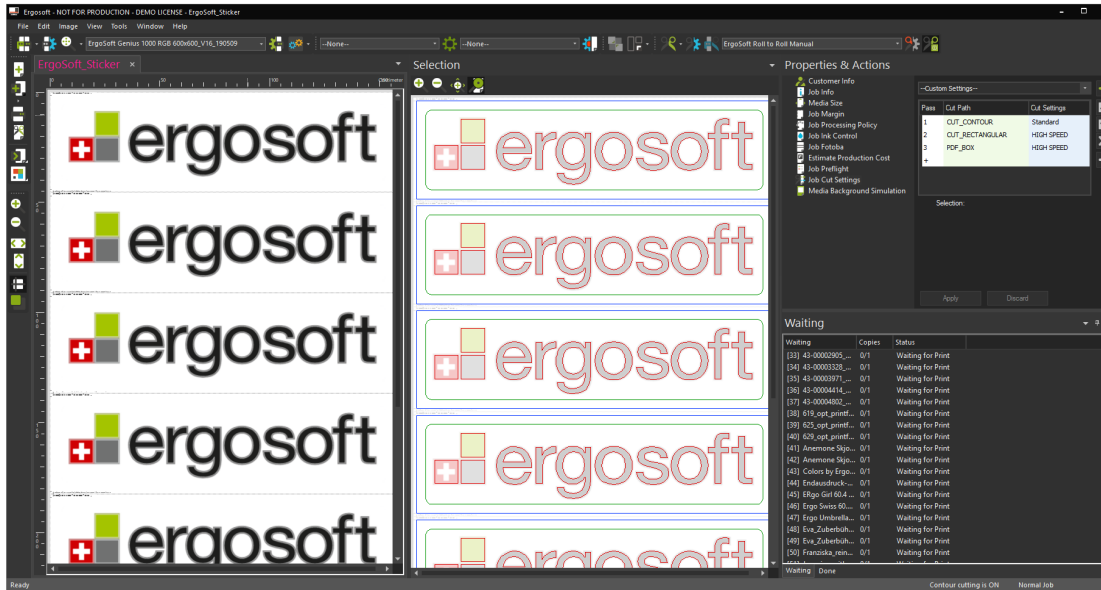 Ergosoft - NOT FOR PRODUCTION - DEMO LICENSE - ErgoSoft_Sticker
File Edit Image View Tools Window Help
ErgoSoft Genius 1000 RGB 600x600_V16_190509 --None-- --None-- ErgoSoft Roll to Roll Manual
ErgoSoft_Sticker ×
Selection
Properties & Actions
ergosoft
ergosoft
ergosoft
ergosoft
ergosoft
ergosoft
ergosoft
ergosoft
ergosoft
ergosoft
Customer Info
Job Info
Media Size
Job Margin
Job Processing Policy
Job Ink Control
Job Fotoba
Estimate Production Cost
Job Preflight
Job Cut Settings
Media Background Simulation
--Custom Settings--
Pass Cut Path Cut Settings
1 CUT_CONTOUR Standard
2 CUT_RECTANGULAR HIGH SPEED
3 PDF_BOX HIGH SPEED
+
Selection:
Apply Discard
Waiting
Waiting Copies Status
[33] 43-00002905_... 0/1 Waiting for Print
[34] 43-00003328_... 0/1 Waiting for Print
[35] 43-00003971_... 0/1 Waiting for Print
[36] 43-00004414_... 0/1 Waiting for Print
[37] 43-00004802_... 0/1 Waiting for Print
[38] 619_opt_printf... 0/1 Waiting for Print
[39] 625_opt_printf... 0/1 Waiting for Print
[40] 629_opt_printf... 0/1 Waiting for Print
[41] Anemone Skjo... 0/1 Waiting for Print
[42] Anemone Skjo... 0/1 Waiting for Print
[43] Colors by Ergo... 0/1 Waiting for Print
[44] Endausdruck-... 0/1 Waiting for Print
[45] ERgo Girl 60.4 ... 0/1 Waiting for Print
[46] Ergo Swiss 60.... 0/1 Waiting for Print
[47] Ergo Umbrella... 0/1 Waiting for Print
[48] Eva_Zuberbüh... 0/1 Waiting for Print
[49] Eva_Zuberbüh... 0/1 Waiting for Print
[50] Franziska_rein... 0/1 Waiting for Print
Waiting Done
Ready
Contour cutting is ON Normal Job